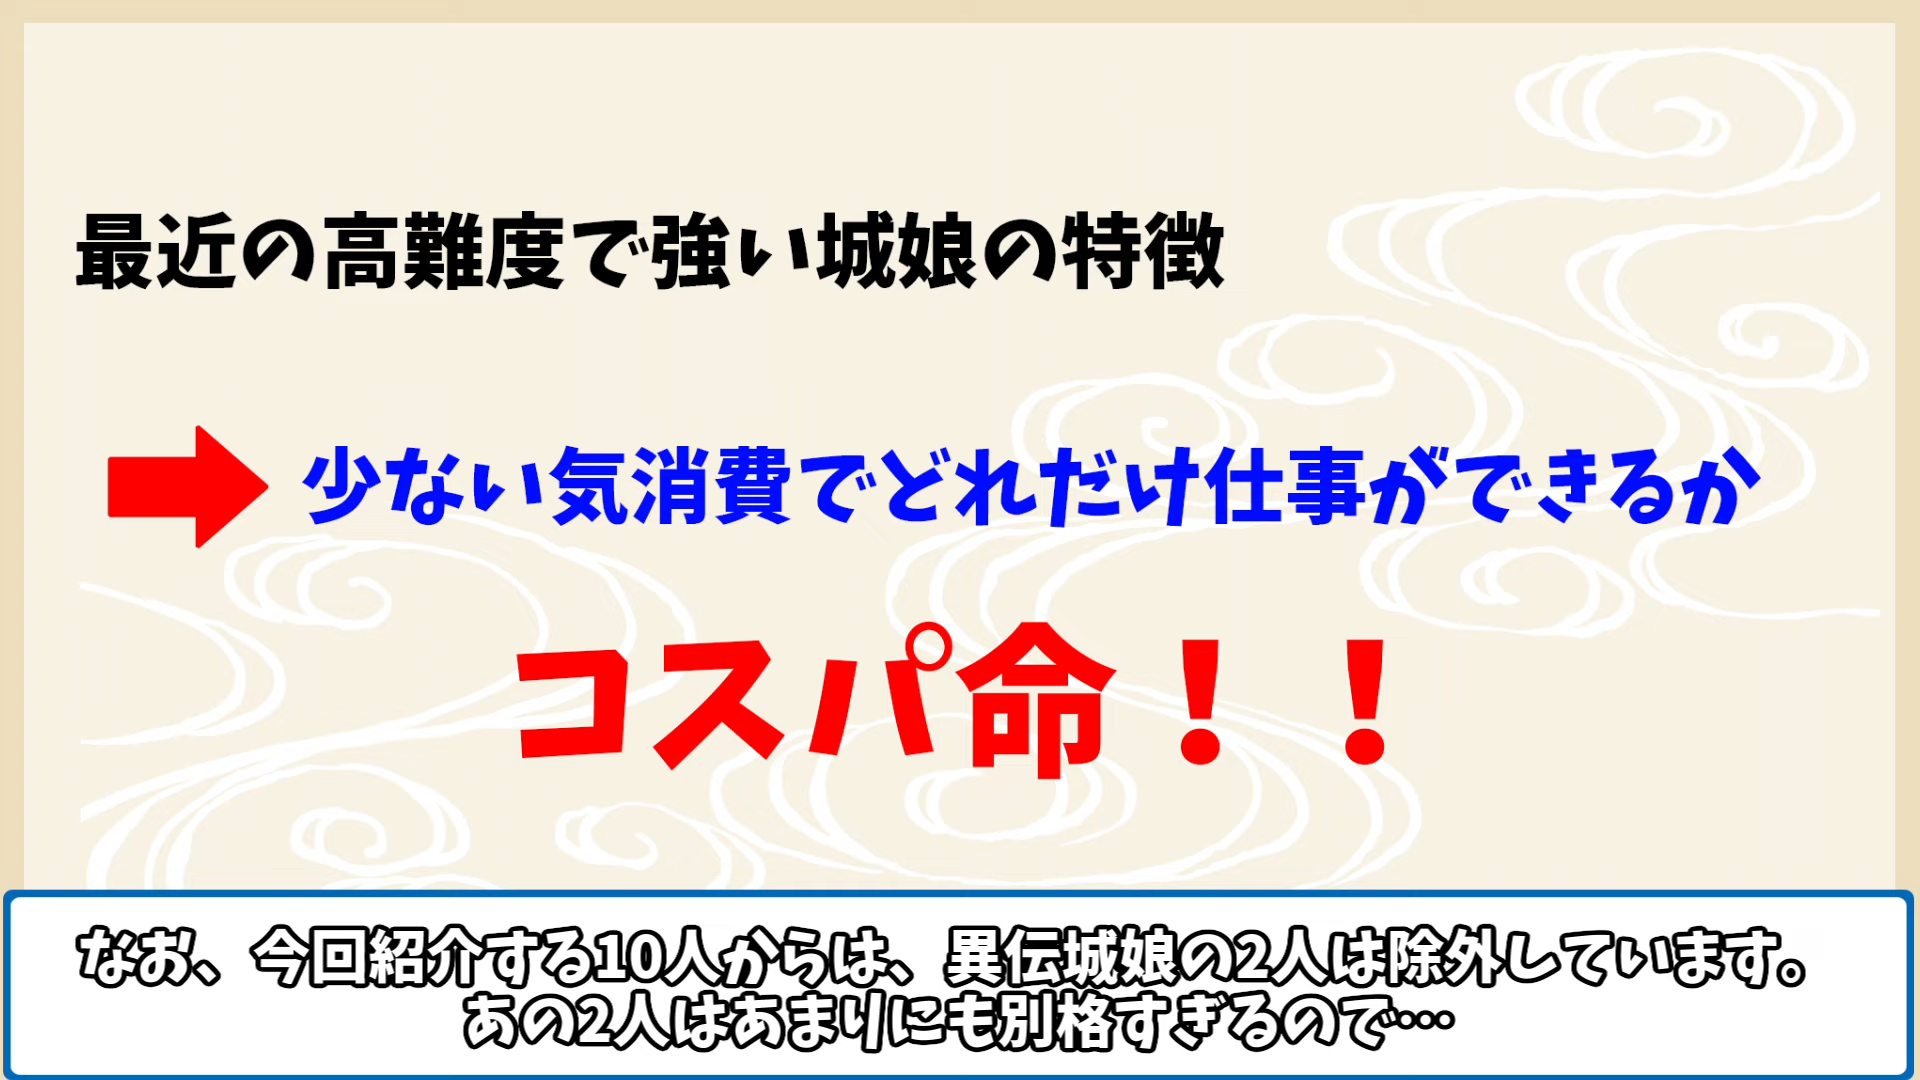 最近の高難度で強い城娘の特徴
少ない気消費でどれだけ仕事ができるか
コスパ命！！
なお、今回紹介する10人からは、異伝城娘の2人は除外しています。
あの2人はあまりにも別格すぎるので…